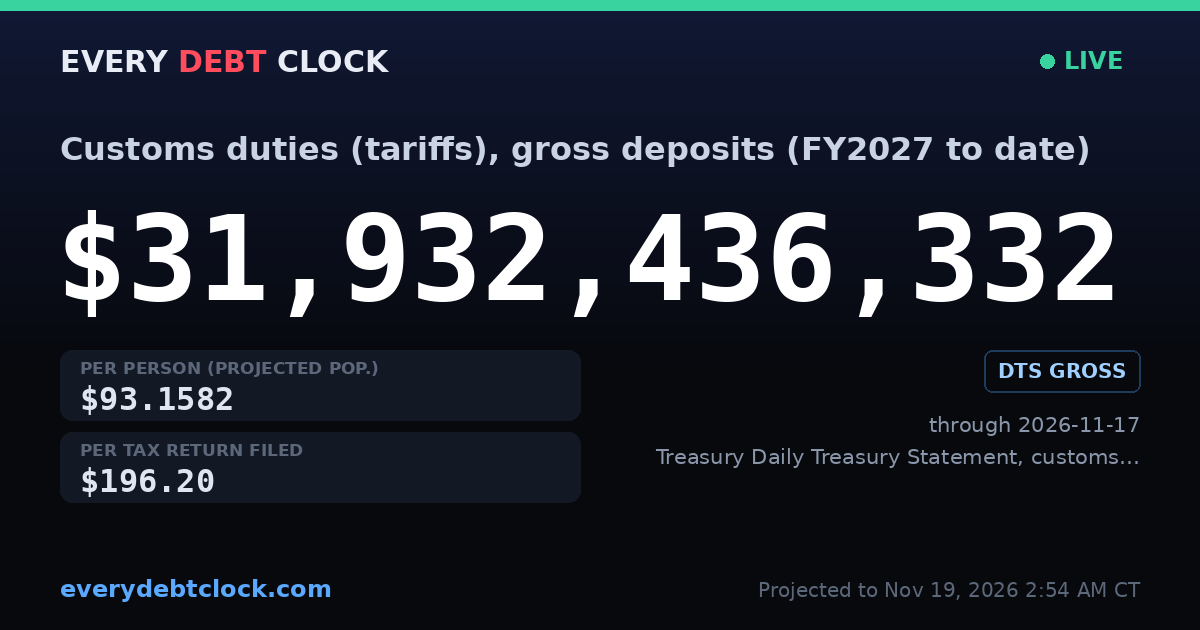 EVERY DEBT CLOCK
LIVE
Customs duties (tariffs), gross deposits (FY2027 to date)
$31,932,436,332
PER PERSON (PROJECTED POP.)
$93.1582
PER TAX RETURN FILED
$196.20
DTS GROSS
through 2026-11-17
Treasury Daily Treasury Statement, customs…
everydebtclock.com
Projected to Nov 19, 2026 2:54 AM CT